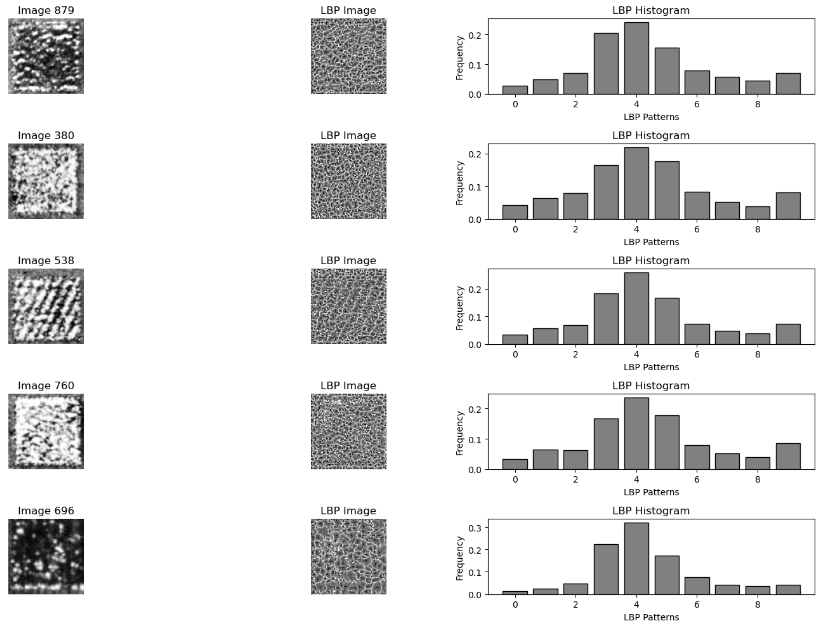 Image 879 LBP Image LBP Histogram
0.2
0.1
0.0
Frequency
0 2 4 6 8
LBP Patterns
Image 380 LBP Image LBP Histogram
0.2
0.1
0.0
Frequency
0 2 4 6 8
LBP Patterns
Image 538 LBP Image LBP Histogram
0.2
0.1
0.0
Frequency
0 2 4 6 8
LBP Patterns
Image 760 LBP Image LBP Histogram
0.2
0.1
0.0
Frequency
0 2 4 6 8
LBP Patterns
Image 696 LBP Image LBP Histogram
0.3
0.2
0.1
0.0
Frequency
0 2 4 6 8
LBP Patterns